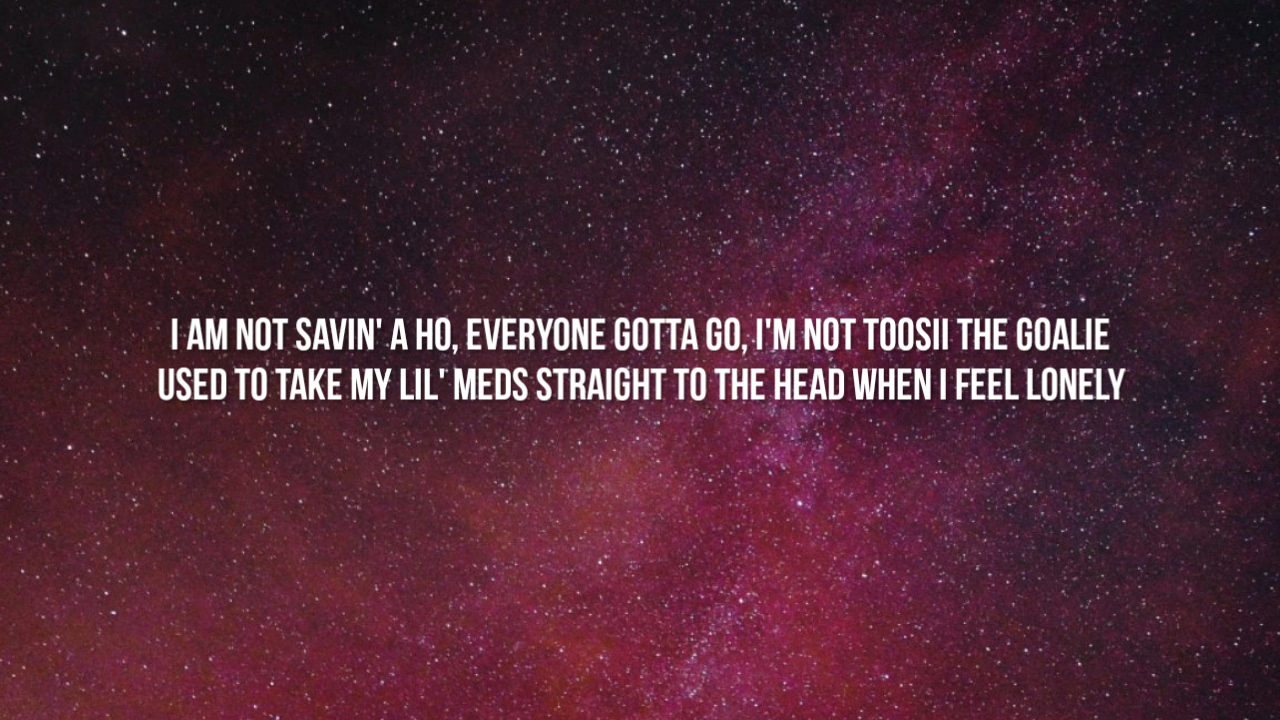 I AM NOT SAVIN' A HO, EVERYONE GOTTA GO, I'M NOT TOOSII THE GOALIE
USED TO TAKE MY LIL' MEDS STRAIGHT TO THE HEAD WHEN I FEEL LONELY